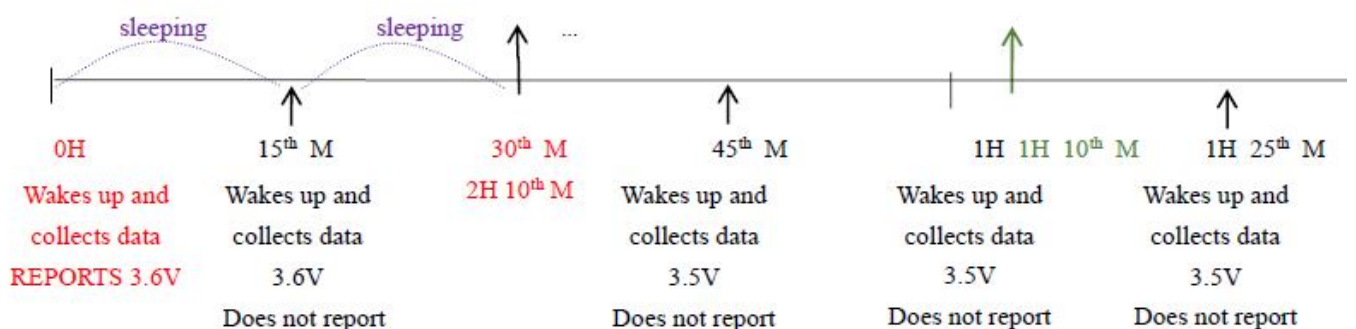 sleeping sleeping
...
0H 15th M 30th M 45th M 1H 1H 10th M 1H 25th M
Wakes up and Wakes up and 2H 10th M Wakes up and Wakes up and Wakes up and
collects data collects data collects data collects data collects data
REPORTS 3.6V 3.6V 3.5V 3.5V 3.5V
Does not report Does not report Does not report Does not report